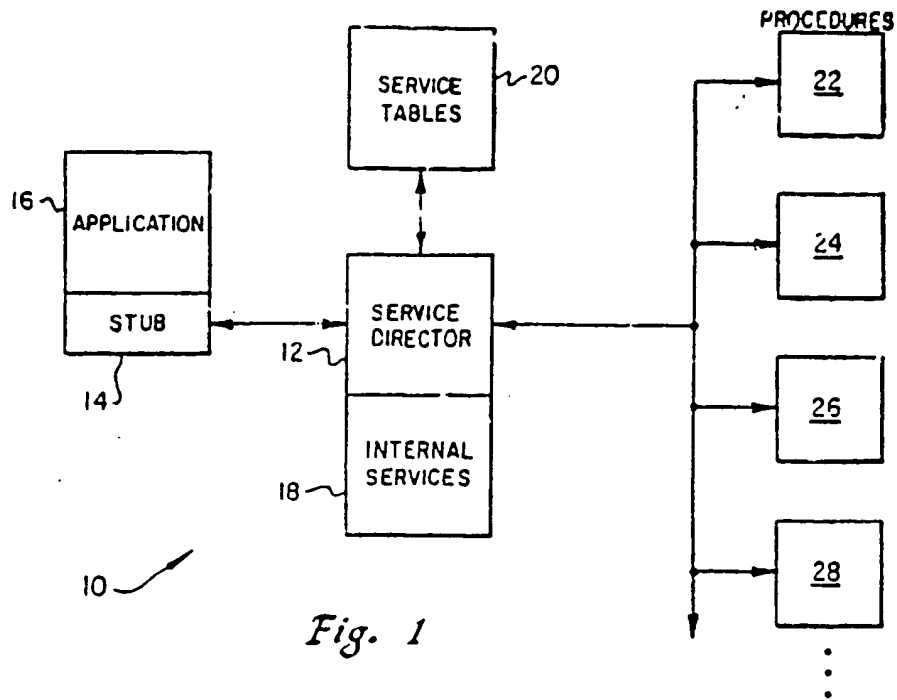 PROCEDURES
22
SERVICE
TABLES
20
16
APPLICATION
24
STUB
SERVICE
DIRECTOR
12
14
26
INTERNAL
SERVICES
18
28
10
Fig. 1